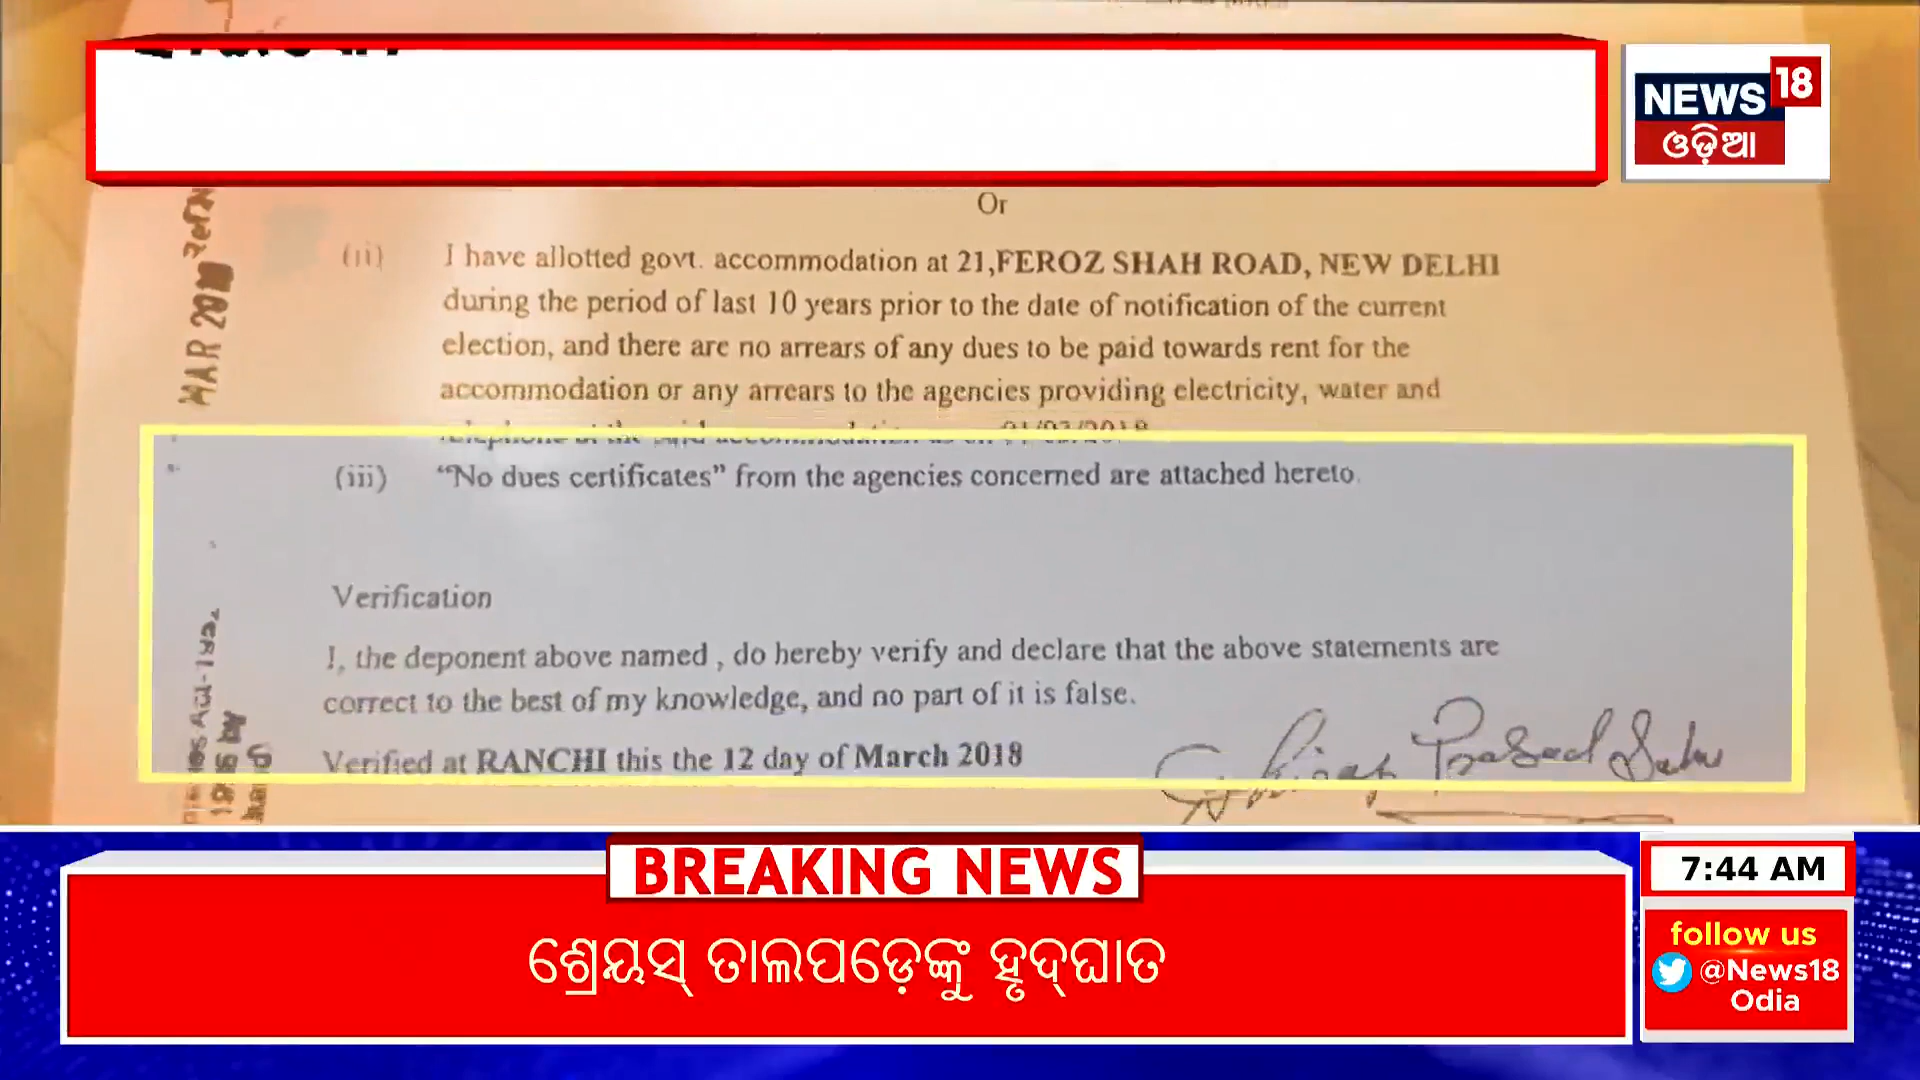 NEWS 18
ଓଡ଼ିଆ
Or
(ii) I have allotted govt. accommodation at 21,FEROZ SHAH ROAD, NEW DELHI
during the period of last 10 years prior to the date of notification of the current
election, and there are no arrears of any dues to be paid towards rent for the
accommodation or any arrears to the agencies providing electricity, water and
(iii) “No dues certificates” from the agencies concerned are attached hereto.
Verification
I, the deponent above named , do hereby verify and declare that the above statements are
correct to the best of my knowledge, and no part of it is false.
Verified at RANCHI this the 12 day of March 2018
Prasad Sahu
MAR 20
BREAKING NEWS
ଶ୍ରେୟସ୍ ତାଲପଡ଼େଙ୍କୁ ହୃଦ୍‌ଘାତ
7:44 AM
follow us
@News18
Odia